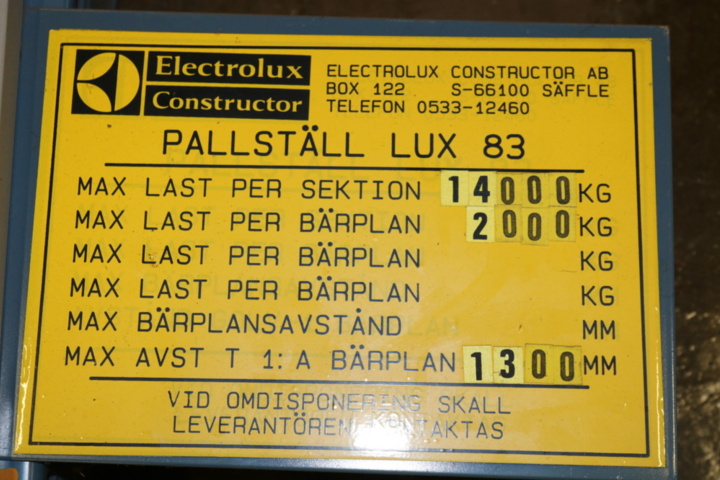 Electrolux
Constructor
ELECTROLUX CONSTRUCTOR AB
BOX 122 S-66100 SÄFFLE
TELEFON 0533-12460
PALLSTÄLL LUX 83
MAX LAST PER SEKTION 14000 KG
MAX LAST PER BÄRPLAN 2000 KG
MAX LAST PER BÄRPLAN KG
MAX LAST PER BÄRPLAN KG
MAX BÄRPLANSAVSTÅND MM
MAX AVST T 1:A BÄRPLAN 1300 MM
VID OMDISPONERING SKALL
LEVERANTÖREN KONTAKTAS